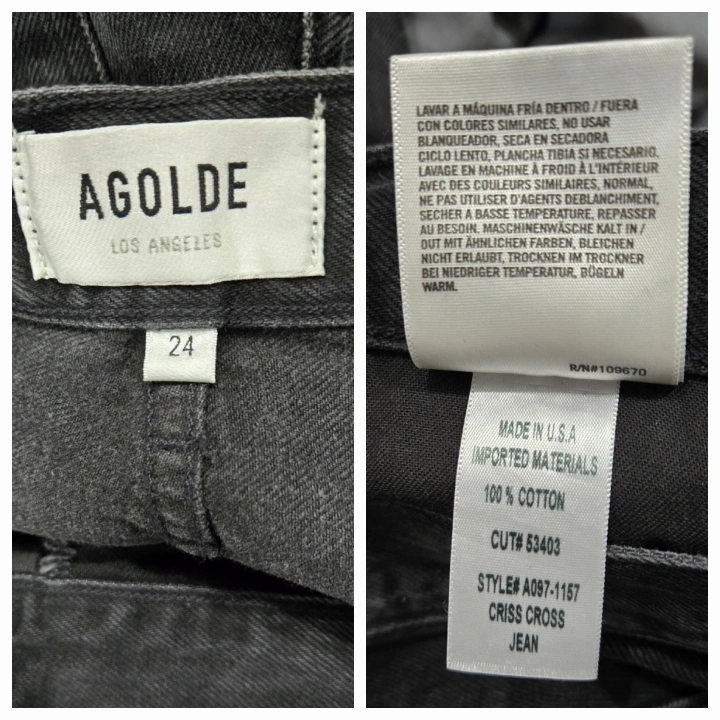 AGOLDE
LOS ANGELES
24
LAVAR A MÁQUINA FRÍA DENTRO / FUERA
CON COLORES SIMILARES, NO USAR
BLANQUEADOR, SECA EN SECADORA
CICLO LENTO, PLANCHA TIBIA SI NECESARIO.
LAVAGE EN MACHINE À FROID À L'INTÉRIEUR
AVEC DES COULEURS SIMILAIRES, NORMAL,
NE PAS UTILISER D'AGENTS DEBLANCHIMENT,
SECHER A BASSE TEMPERATURE, REPASSER
AU BESOIN. MASCHINENWÄSCHE KALT IN /
OUT MIT ÄHNLICHEN FARBEN, BLEICHEN
NICHT ERLAUBT, TROCKNEN IM TROCKNER
BEI NIEDRIGER TEMPERATUR, BÜGELN
WARM.
R/N#109670
MADE IN U.S.A
IMPORTED MATERIALS
100 % COTTON
CUT# 53403
STYLE# A097-1157
CRISS CROSS
JEAN